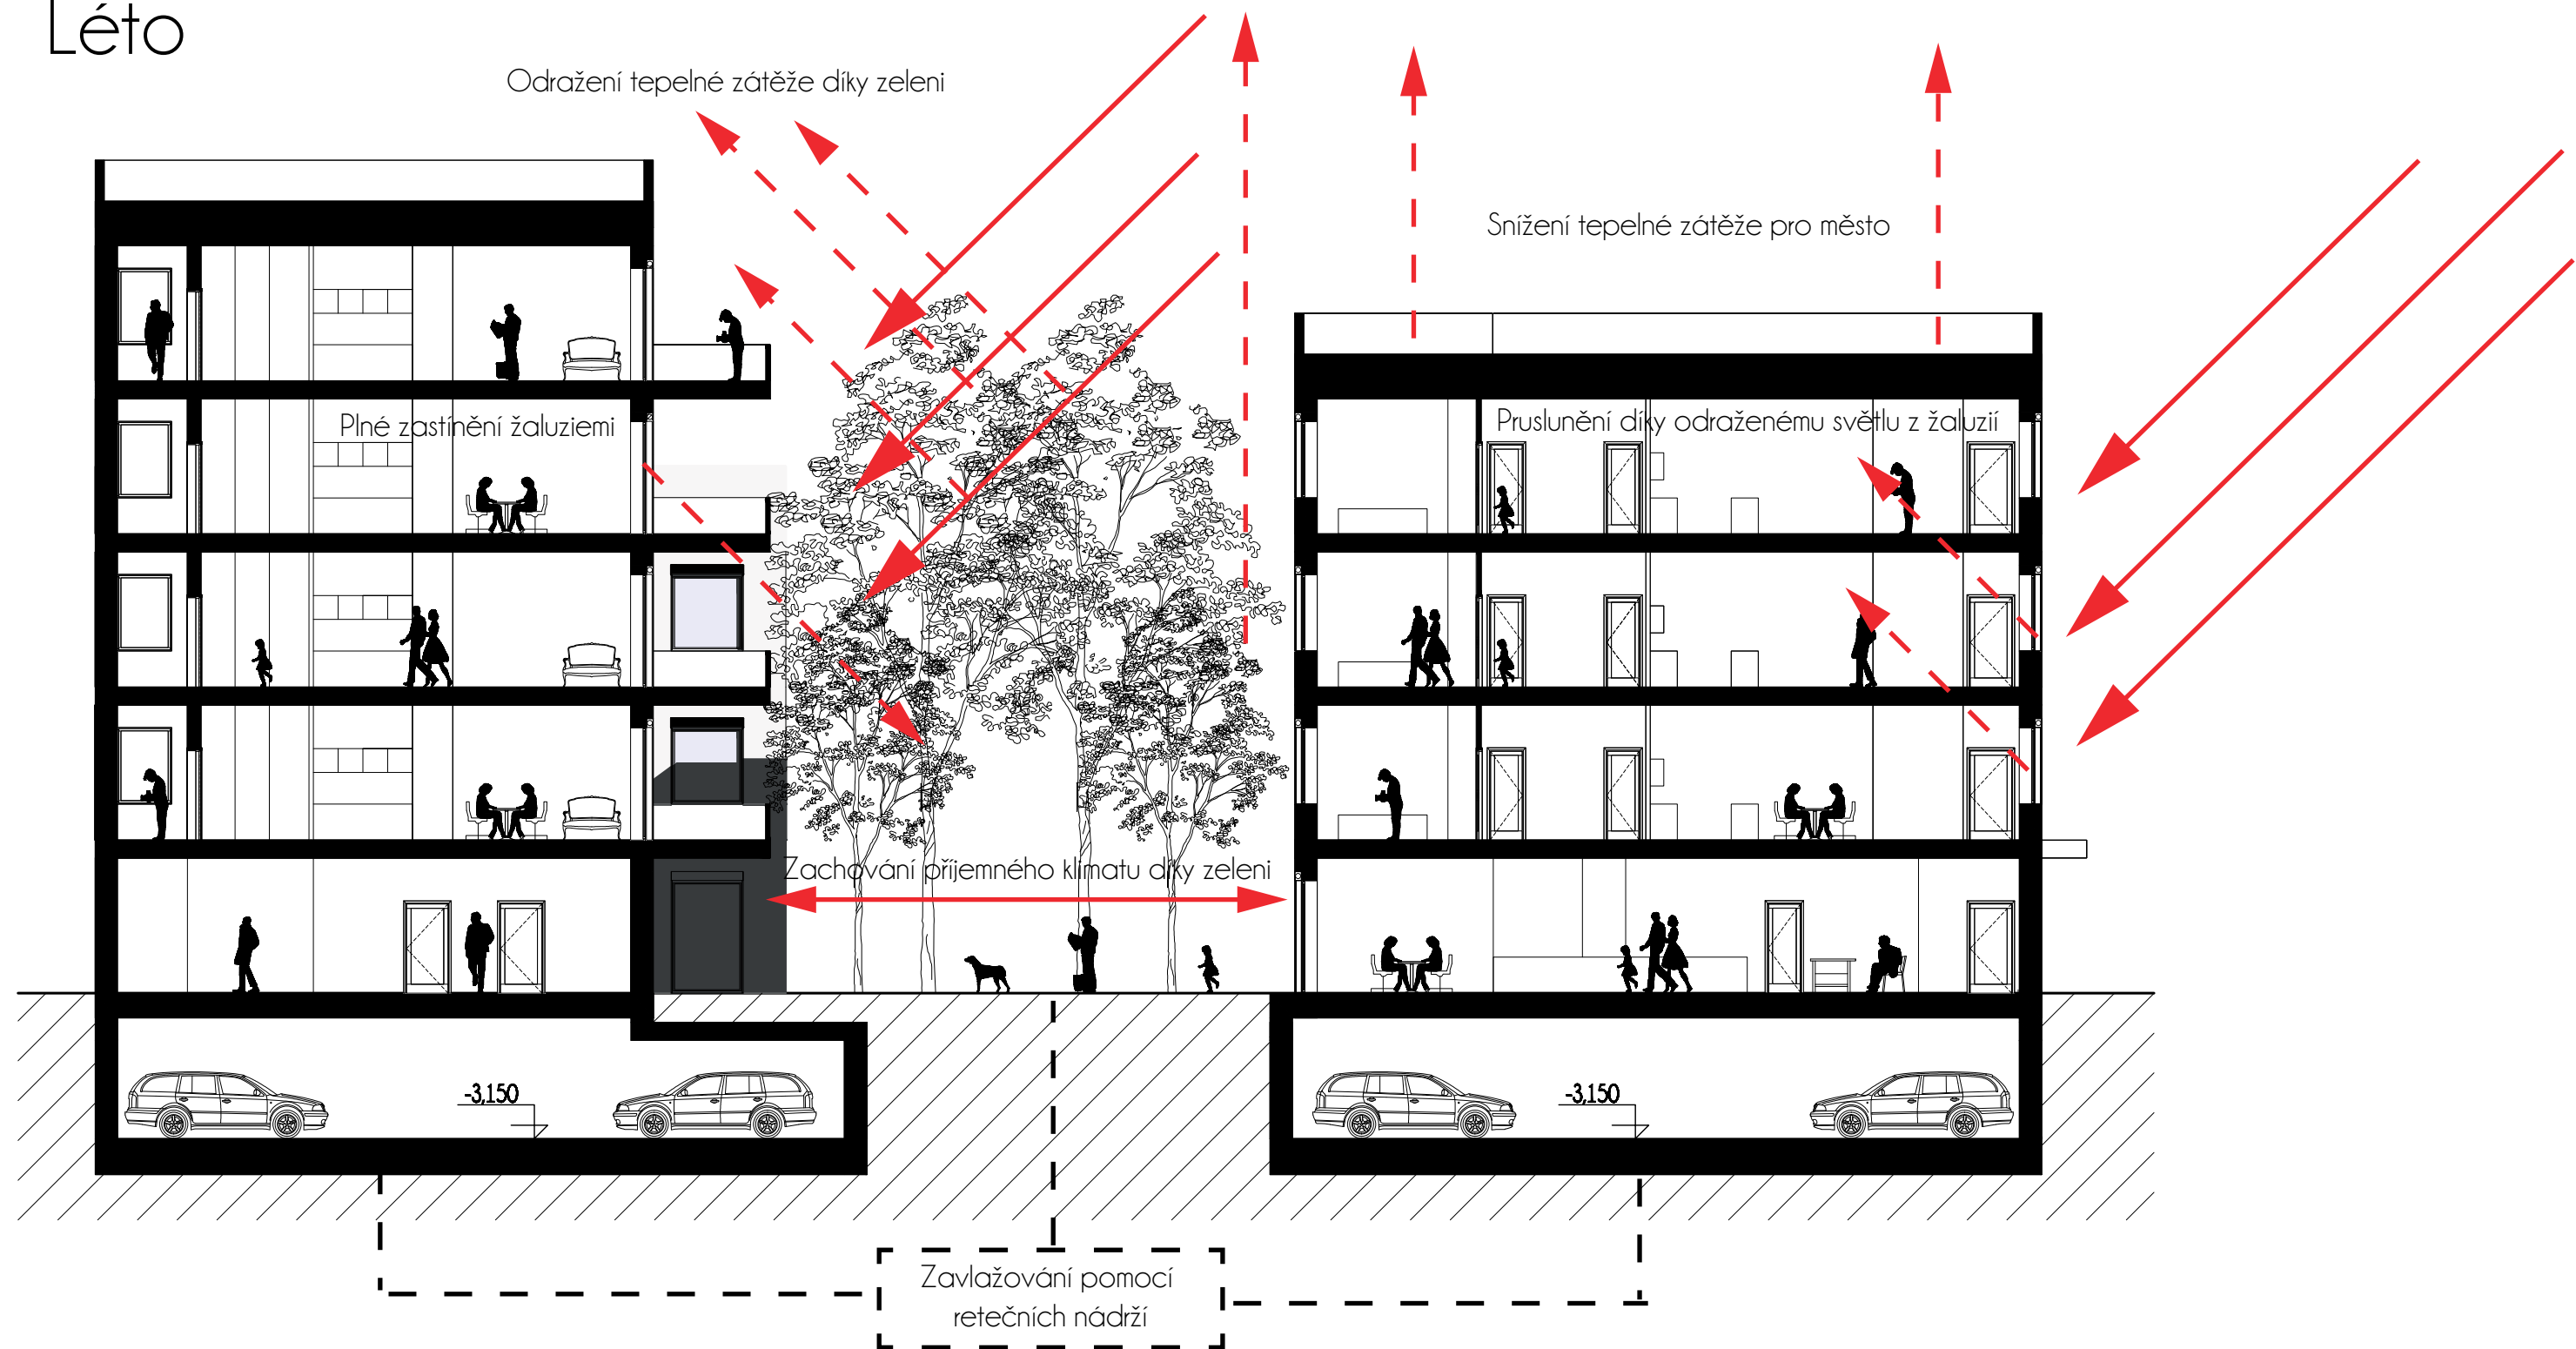 Léto
Odražení tepelné zátěže díky zeleni
Snížení tepelné zátěže pro město
Plné zastínění žaluziemi
Pruslunění díky odraženému světlu z žaluzií
Zachování příjemného klimatu díky zeleni
-3,150
-3,150
Zavlažování pomocí
retečních nádrží